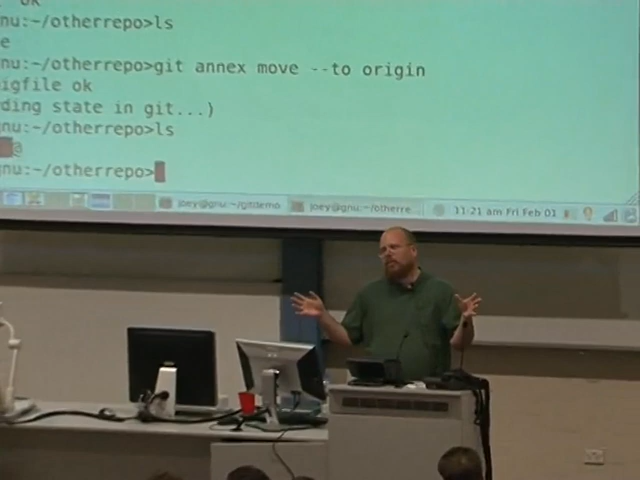 ok
nu:~/otherrepo>ls
e
nu:~/otherrepo>git annex move --to origin
igfile ok
ding state in git...)
nu:~/otherrepo>ls
@
nu:~/otherrepo>
joey@gnu:~/gitdemo joey@gnu:~/otherre... 11:21 am Fri Feb 01